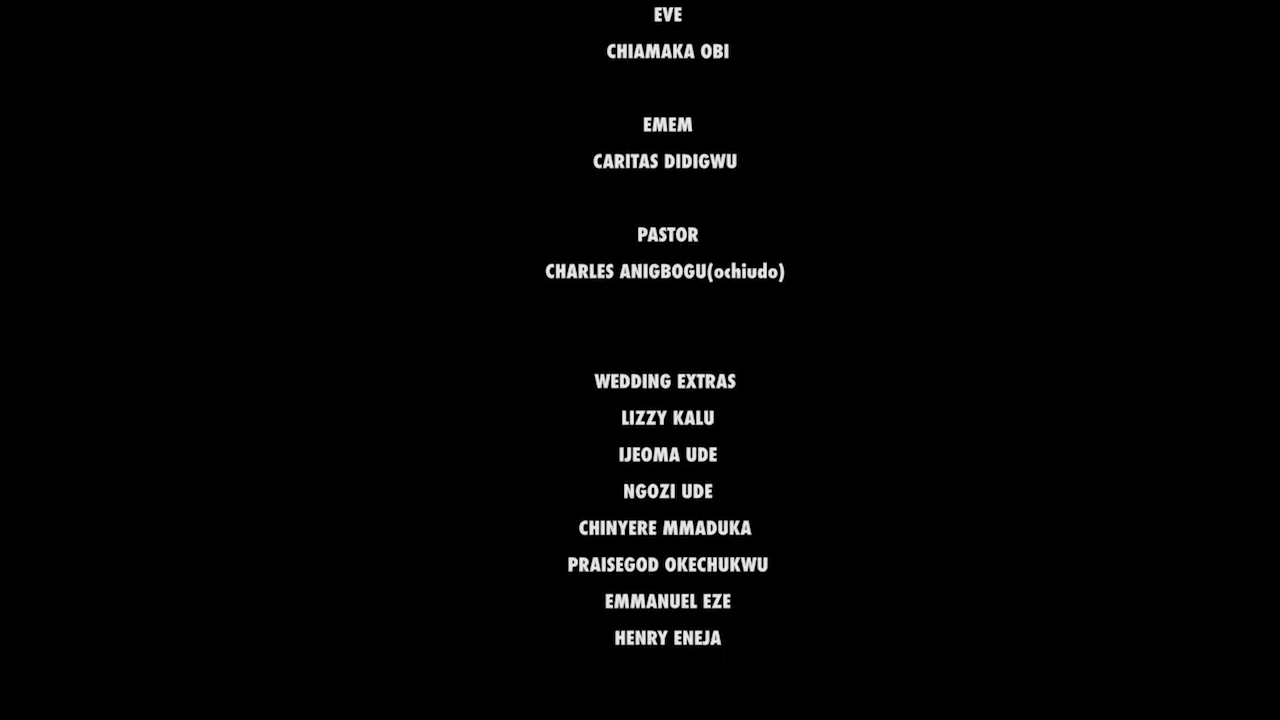 EVE
CHIAMAKA OBI
EMEM
CARITAS DIDIGWU
PASTOR
CHARLES ANIGBOGU(ochiudo)
WEDDING EXTRAS
LIZZY KALU
IJEOMA UDE
NGOZI UDE
CHINYERE MMADUKA
PRAISEGOD OKECHUKWU
EMMANUEL EZE
HENRY ENEJA